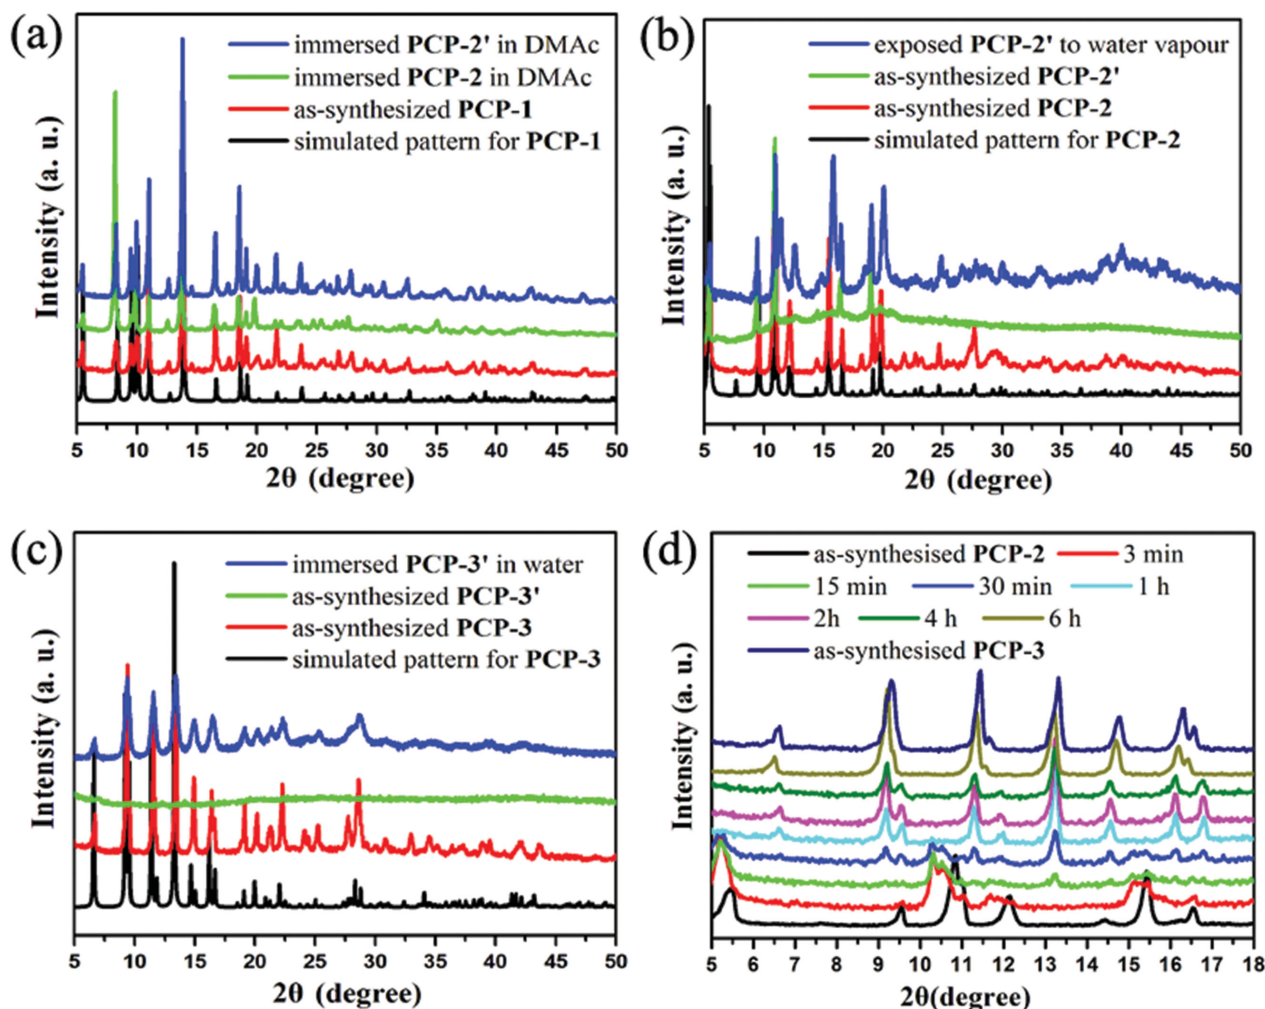 (a)
immersed PCP-2' in DMAc
immersed PCP-2 in DMAc
as-synthesized PCP-1
simulated pattern for PCP-1
Intensity (a. u.)
5 10 15 20 25 30 35 40 45 50
2θ (degree)
(b)
exposed PCP-2' to water vapour
as-synthesized PCP-2'
as-synthesized PCP-2
simulated pattern for PCP-2
Intensity (a. u.)
5 10 15 20 25 30 35 40 45 50
2θ (degree)
(c)
immersed PCP-3' in water
as-synthesized PCP-3'
as-synthesized PCP-3
simulated pattern for PCP-3
Intensity (a. u.)
5 10 15 20 25 30 35 40 45 50
2θ (degree)
(d)
as-synthesised PCP-2 3 min
15 min 30 min 1 h
2h 4 h 6 h
as-synthesised PCP-3
Intensity (a. u.)
5 6 7 8 9 10 11 12 13 14 15 16 17 18
2θ(degree)